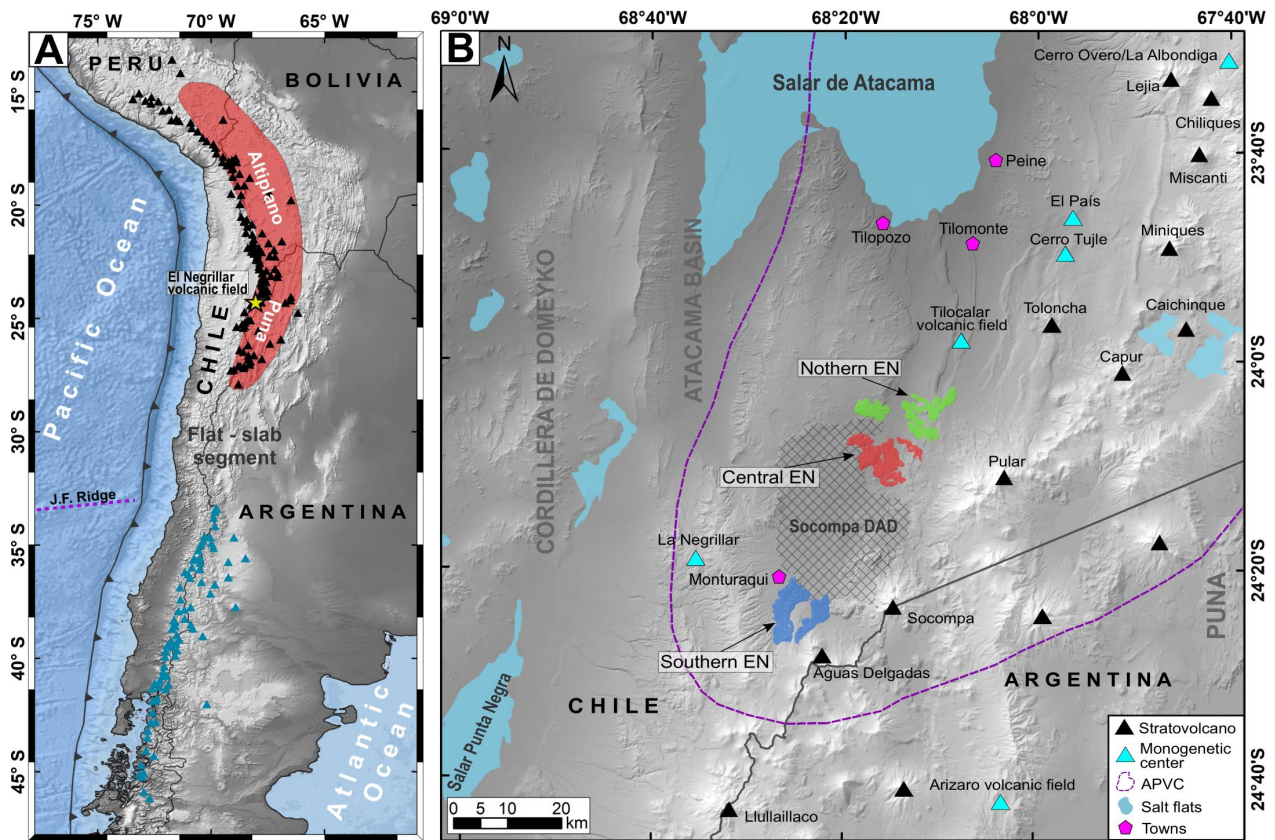 75° W
70° W
65° W
A
PERU
BOLIVIA
15° S
20° S
25° S
30° S
35° S
40° S
45° S
Altiplano
Puna
El Negrillar
volcanic field
Pacific Ocean
CHILE
Flat - slab
segment
J.F. Ridge
ARGENTINA
Atlantic
Ocean
69°0' W
68°40' W
68°20' W
68°0' W
67°40' W
B
N
Salar de Atacama
Cerro Overo/La Albondiga
Lejia
Chiliques
23°40' S
Peine
Miscanti
El País
Tilopozo
Tilomonte
Cerro Tujle
Miniques
CORDILLERA DE DOMEYKO
ATACAMA BASIN
Tilocalar
volcanic field
Toloncha
Caichinque
Capur
24°0' S
Nothern EN
Central EN
Pular
Socompa DAD
La Negrillar
Monturaqui
24°20' S
PUNA
Socompa
Southern EN
Aguas Delgadas
CHILE
ARGENTINA
Salar Punta Negra
24°40' S
Arizaro volcanic field
Llullaillaco
0 5 10 20
km
Stratovolcano
Monogenetic
center
APVC
Salt flats
Towns